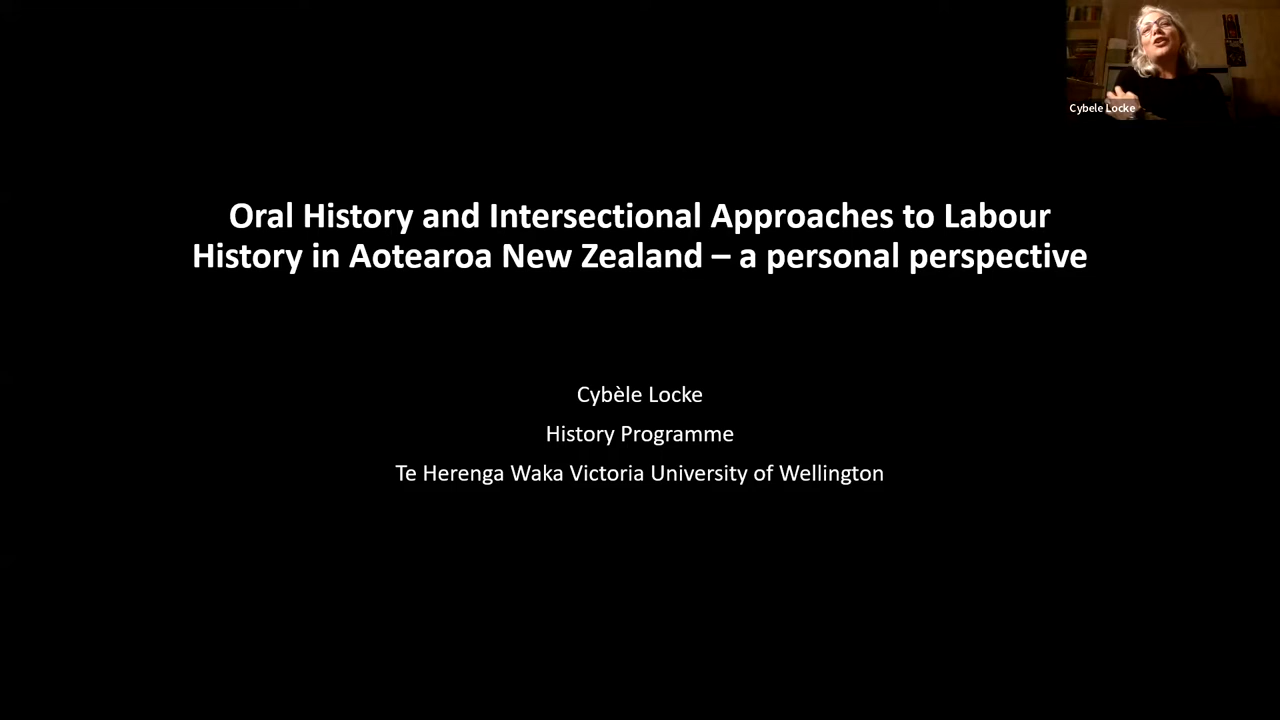 Cybele Locke
Oral History and Intersectional Approaches to Labour
History in Aotearoa New Zealand – a personal perspective
Cybèle Locke
History Programme
Te Herenga Waka Victoria University of Wellington